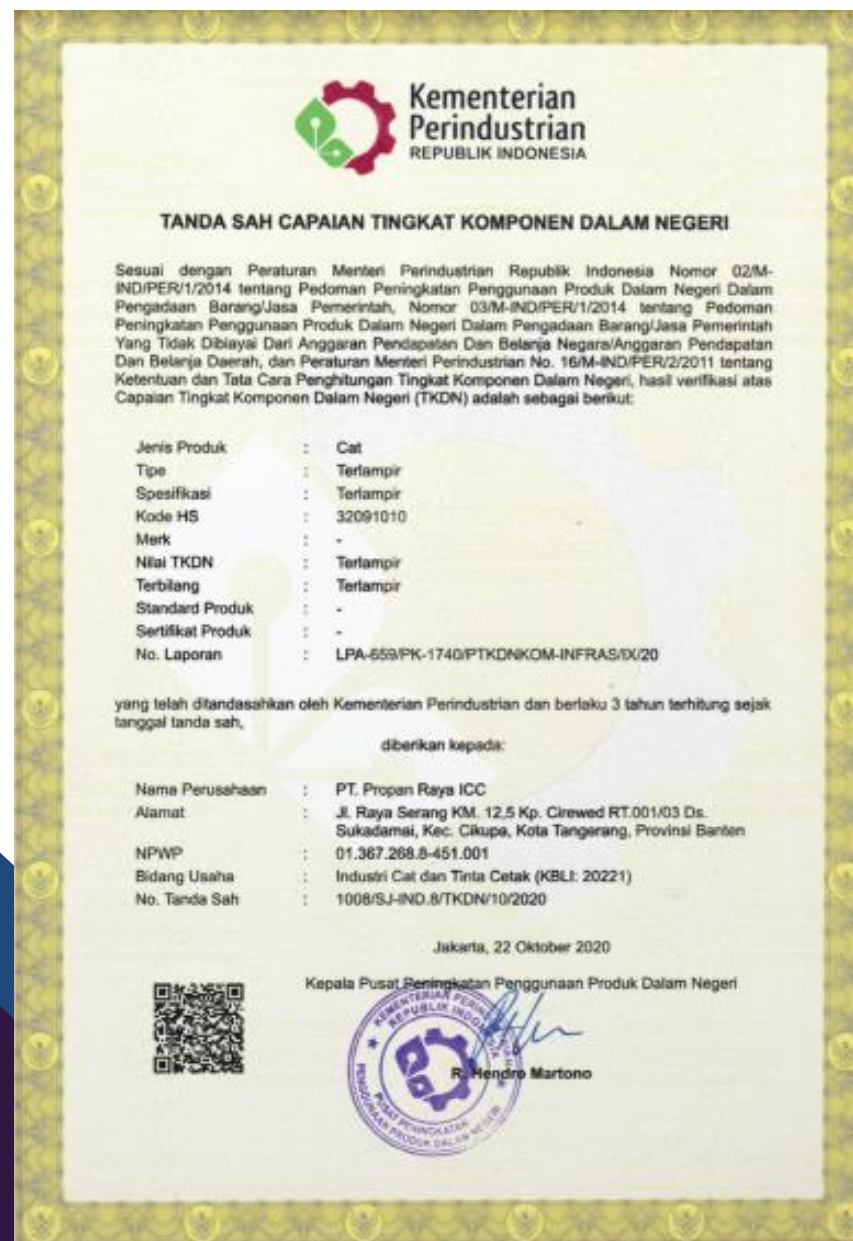 Kementerian
Perindustrian
REPUBLIK INDONESIA
TANDA SAH CAPAIAN TINGKAT KOMPONEN DALAM NEGERI
Sesuai dengan Peraturan Menteri Perindustrian Republik Indonesia Nomor 02/M-
IND/PER/1/2014 tentang Pedoman Peningkatan Penggunaan Produk Dalam Negeri Dalam
Pengadaan Barang/Jasa Pemerintah, Nomor 03/M-IND/PER/1/2014 tentang Pedoman
Peningkatan Penggunaan Produk Dalam Negeri Dalam Pengadaan Barang/Jasa Pemerintah
Yang Tidak Dibiayai Dari Anggaran Pendapatan Dan Belanja Negara/Anggaran Pendapatan
Dan Belanja Daerah, dan Peraturan Menteri Perindustrian No. 16/M-IND/PER/2/2011 tentang
Ketentuan dan Tata Cara Penghitungan Tingkat Komponen Dalam Negeri, hasil verifikasi atas
Capaian Tingkat Komponen Dalam Negeri (TKDN) adalah sebagai berikut:
Jenis Produk : Cat
Tipe : Terlampir
Spesifikasi : Terlampir
Kode HS : 32091010
Merk : -
Nilai TKDN : Terlampir
Terbilang : Terlampir
Standard Produk : -
Sertifikat Produk : -
No. Laporan : LPA-659/PK-1740/PTKDNKOM-INFRAS/IX/20
yang telah ditandasahkan oleh Kementerian Perindustrian dan berlaku 3 tahun terhitung sejak
tanggal tanda sah,
diberikan kepada:
Nama Perusahaan : PT. Propan Raya ICC
Alamat : Jl. Raya Serang KM. 12,5 Kp. Cirewed RT.001/03 Ds.
Sukadamai, Kec. Cikupa, Kota Tangerang, Provinsi Banten
NPWP : 01.367.268.8-451.001
Bidang Usaha : Industri Cat dan Tinta Cetak (KBLI: 20221)
No. Tanda Sah : 1008/SJ-IND.8/TKDN/10/2020
Jakarta, 22 Oktober 2020
Kepala Pusat Peningkatan Penggunaan Produk Dalam Negeri
KEMENTERIAN PERINDUSTRIAN
REPUBLIK INDONESIA
PUSAT PENINGKATAN
PENGGUNAAN PRODUK DALAM NEGERI
R. Hendro Martono